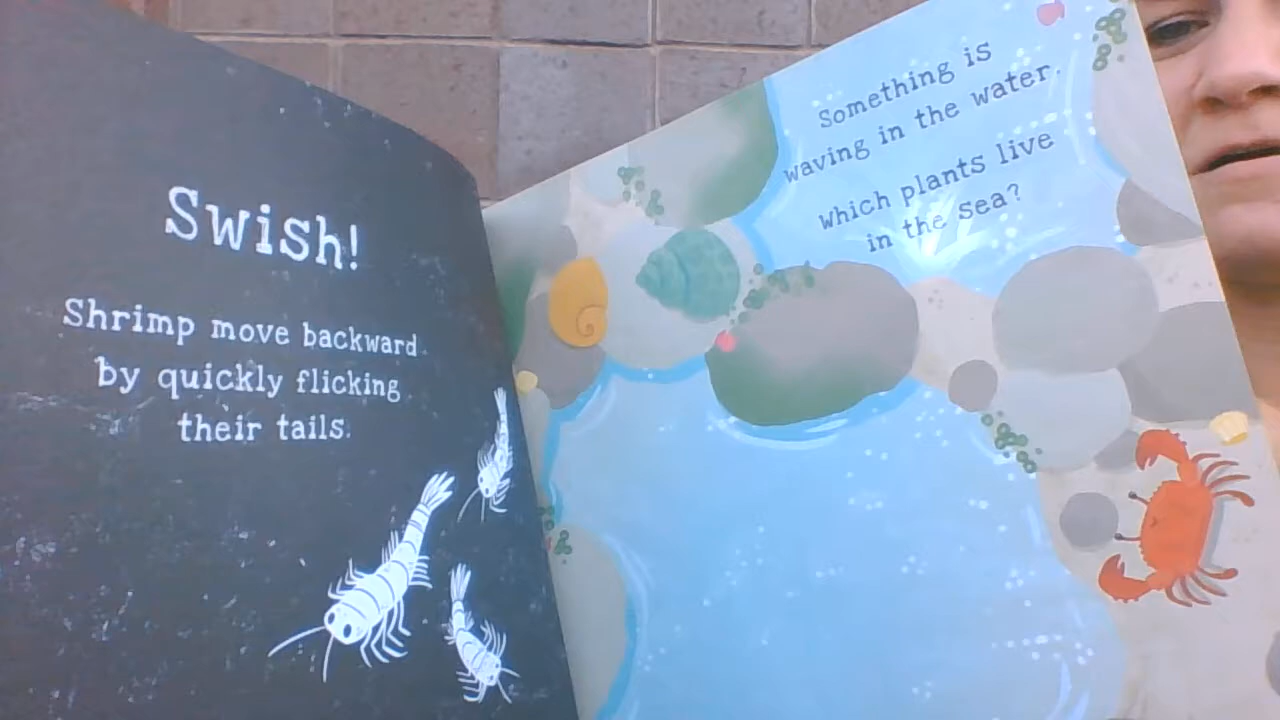 Swish!
Shrimp move backward
by quickly flicking
their tails.
Something is
waving in the water.
Which plants live
in the sea?